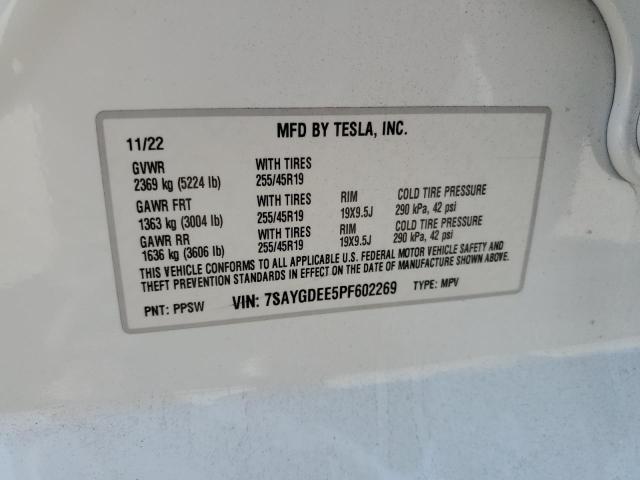 11/22 MFD BY TESLA, INC.
GVWR WITH TIRES
2369 kg (5224 lb) 255/45R19
GAWR FRT WITH TIRES RIM COLD TIRE PRESSURE
1363 kg (3004 lb) 255/45R19 19X9.5J 290 kPa, 42 psi
GAWR RR WITH TIRES RIM COLD TIRE PRESSURE
1636 kg (3606 lb) 255/45R19 19X9.5J 290 kPa, 42 psi
THIS VEHICLE CONFORMS TO ALL APPLICABLE U.S. FEDERAL MOTOR VEHICLE SAFETY AND
THEFT PREVENTION STANDARDS IN EFFECT ON THE DATE OF MANUFACTURE SHOWN ABOVE.
PNT: PPSW VIN: 7SAYGDEE5PF602269 TYPE: MPV